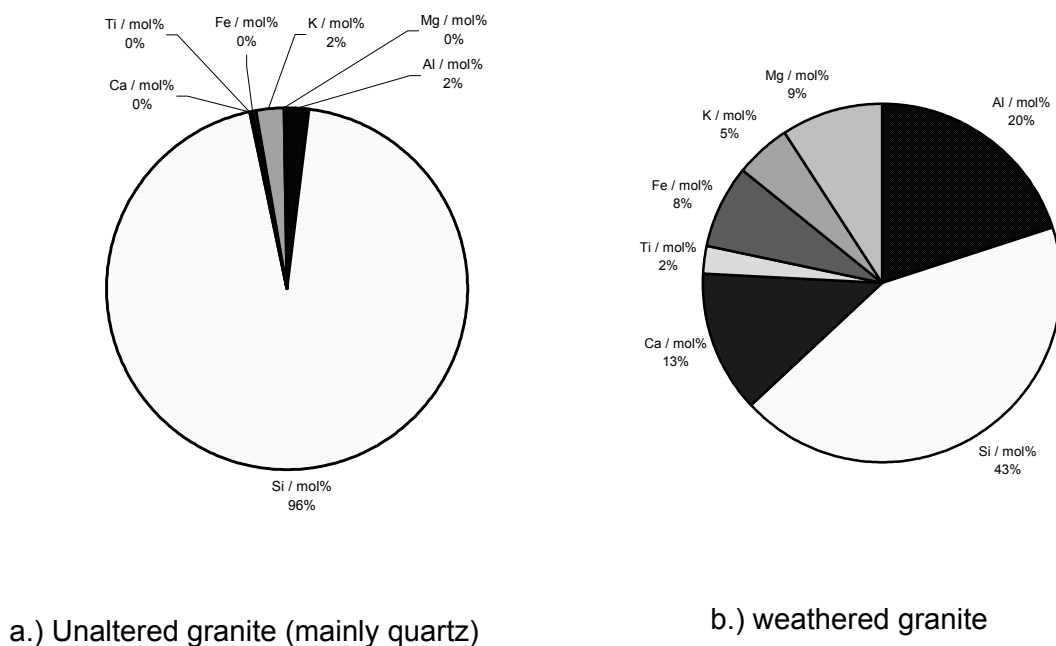 Ti / mol%
0%
Fe / mol%
0%
K / mol%
2%
Mg / mol%
0%
Al / mol%
2%
Ca / mol%
0%
Si / mol%
96%
a.) Unaltered granite (mainly quartz)
Mg / mol%
9%
Al / mol%
20%
K / mol%
5%
Fe / mol%
8%
Ti / mol%
2%
Ca / mol%
13%
Si / mol%
43%
b.) weathered granite